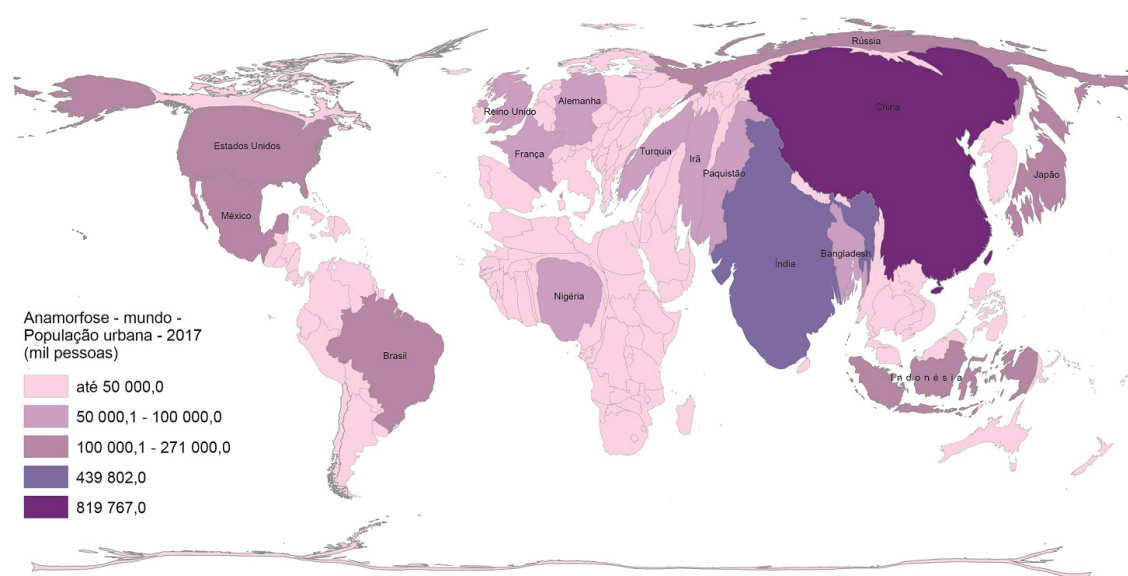 Rússia
China
Alemanha
Reino Unido
França
Estados Unidos
Turquia
Irã
Paquistão
Japão
México
Bangladesh
Índia
Nigéria
Brasil
Indonésia
Anamorfose - mundo -
População urbana - 2017
(mil pessoas)
até 50 000,0
50 000,1 - 100 000,0
100 000,1 - 271 000,0
439 802,0
819 767,0